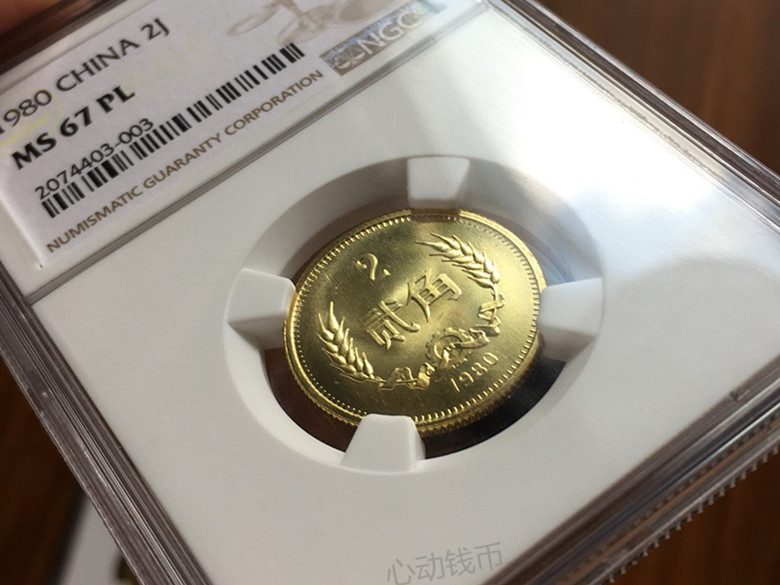 1980 CHINA 2J
MS 67 PL
2074403-003
NUMISMATIC GUARANTY CORPORATION
NGC
2
贰角
1980
心动钱币